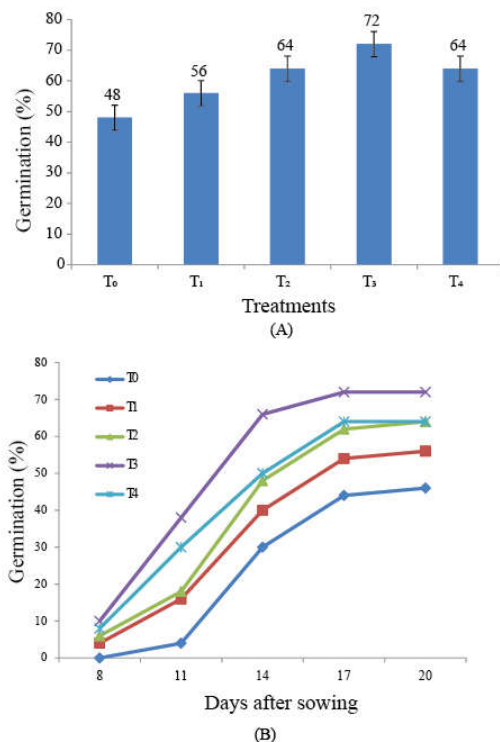 80
70
60
50
40
30
20
10
0
Germination (%)
48
56
64
72
64
T₀
T₁
T₂
T₃
T₄
Treatments
(A)
80
70
60
50
40
30
20
10
0
Germination (%)
T0
T1
T2
T3
T4
8
11
14
17
20
Days after sowing
(B)